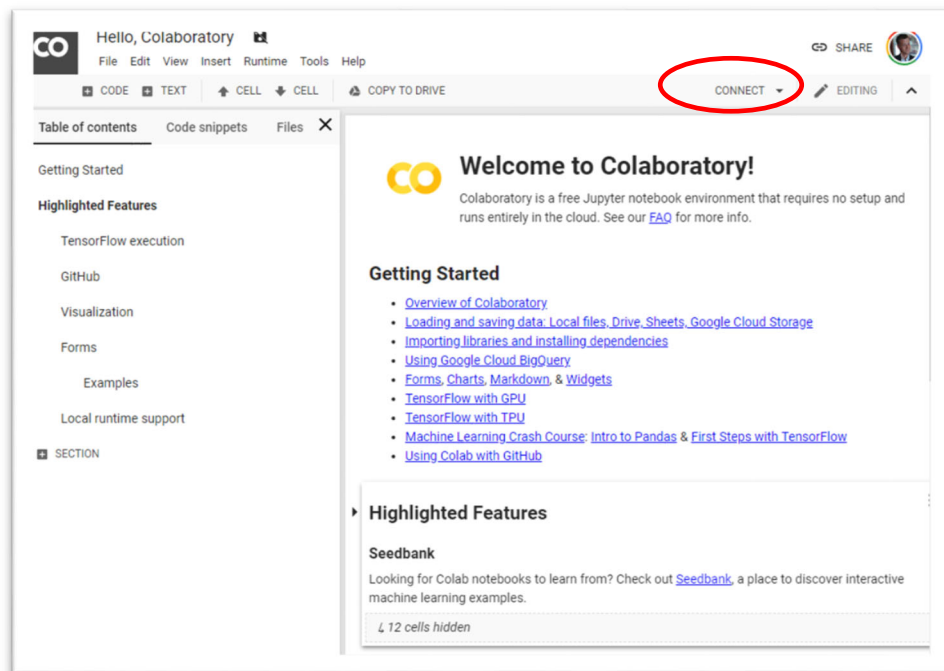 CO
Hello, Colaboratory
File Edit View Insert Runtime Tools Help
SHARE
CODE TEXT CELL CELL COPY TO DRIVE
CONNECT EDITING
Table of contents Code snippets Files X
Getting Started
Highlighted Features
TensorFlow execution
GitHub
Visualization
Forms
Examples
Local runtime support
SECTION
CO
Welcome to Colaboratory!
Colaboratory is a free Jupyter notebook environment that requires no setup and
runs entirely in the cloud. See our FAQ for more info.
Getting Started
• Overview of Colaboratory
• Loading and saving data: Local files, Drive, Sheets, Google Cloud Storage
• Importing libraries and installing dependencies
• Using Google Cloud BigQuery
• Forms, Charts, Markdown, & Widgets
• TensorFlow with GPU
• TensorFlow with TPU
• Machine Learning Crash Course: Intro to Pandas & First Steps with TensorFlow
• Using Colab with GitHub
Highlighted Features
Seedbank
Looking for Colab notebooks to learn from? Check out Seedbank, a place to discover interactive
machine learning examples.
↳ 12 cells hidden